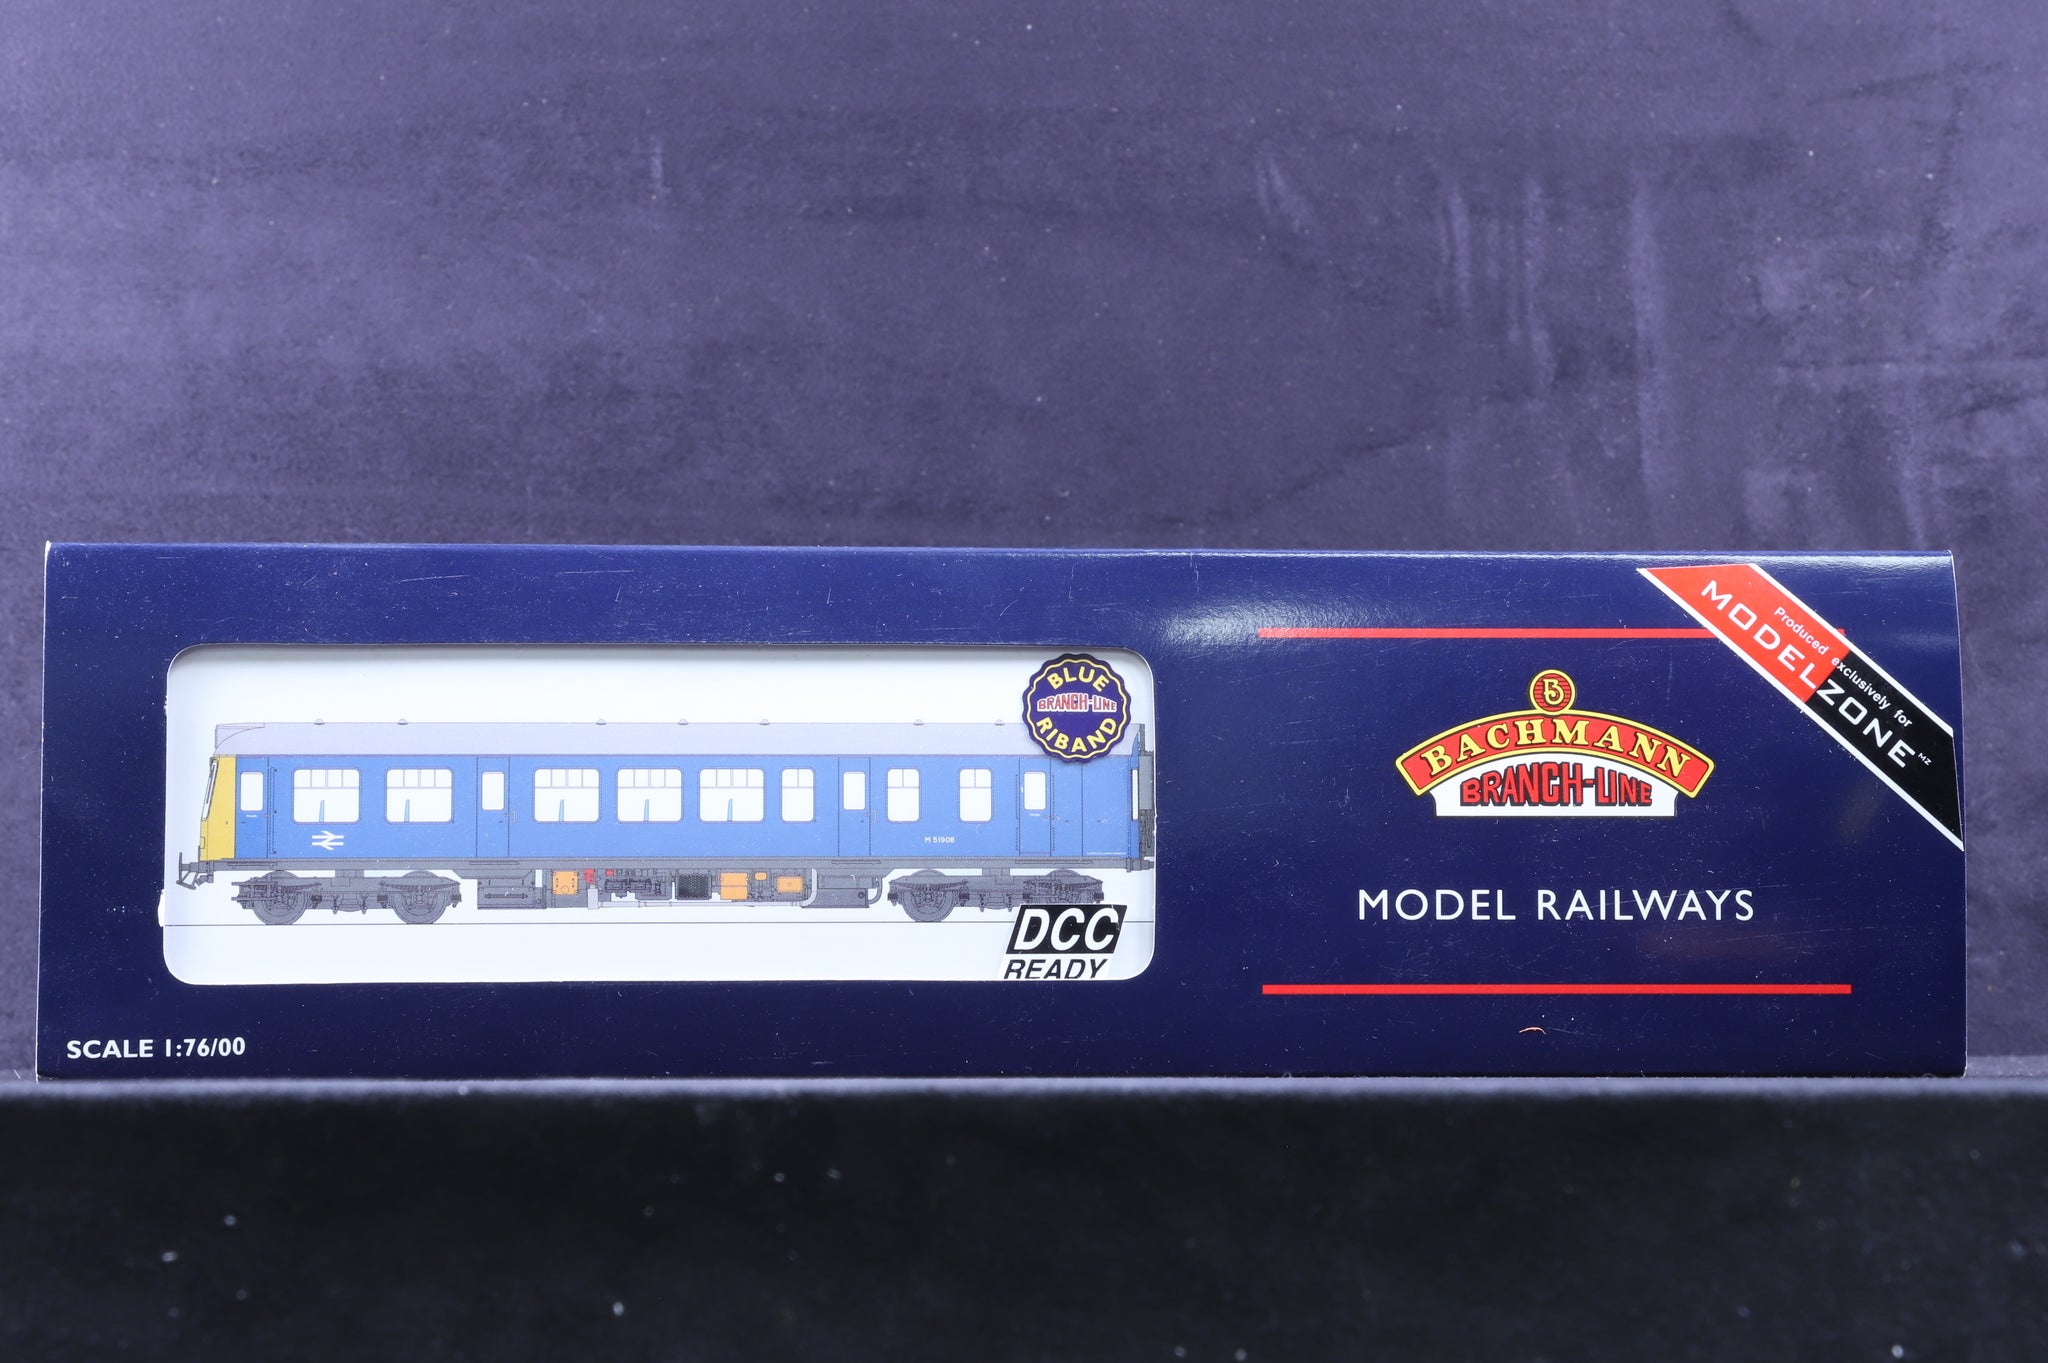 BLUE
BRANCH-LINE
RIBAND
M 51908
DCC
READY
SCALE 1:76/00
B
BACHMANN
BRANCH-LINE
MODEL RAILWAYS
Produced exclusively for
MODELZONE
MZ